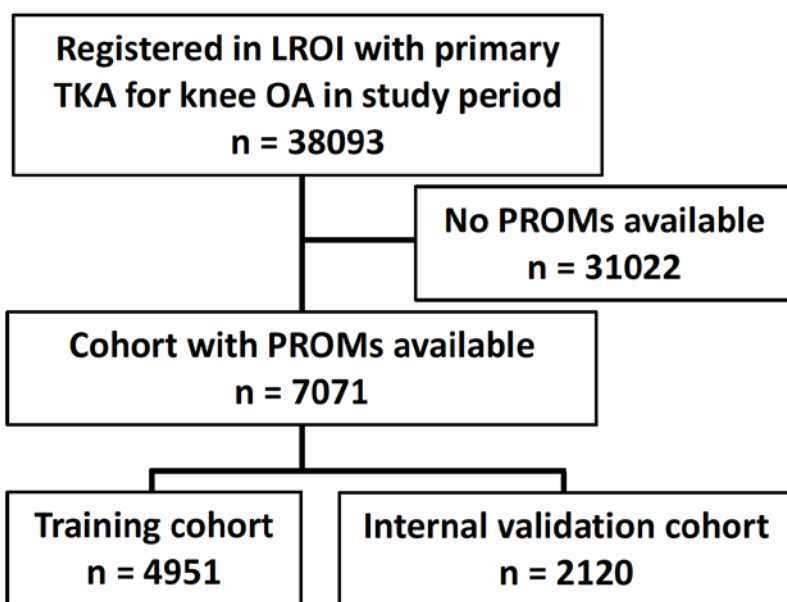 Registered in LROI with primary
TKA for knee OA in study period
n = 38093
No PROMs available
n = 31022
Cohort with PROMs available
n = 7071
Training cohort
n = 4951
Internal validation cohort
n = 2120